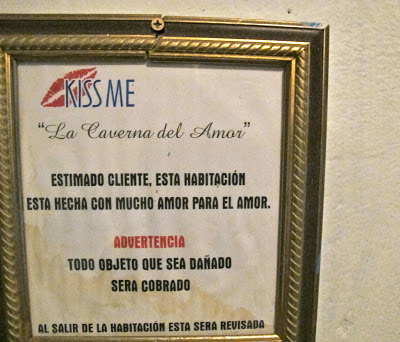 KISS ME
"La Caverna del Amor"
ESTIMADO CLIENTE, ESTA HABITACIÓN
ESTA HECHA CON MUCHO AMOR PARA EL AMOR.
ADVERTENCIA
TODO OBJETO QUE SEA DAÑADO
SERA COBRADO
AL SALIR DE LA HABITACIÓN ESTA SERA REVISADA